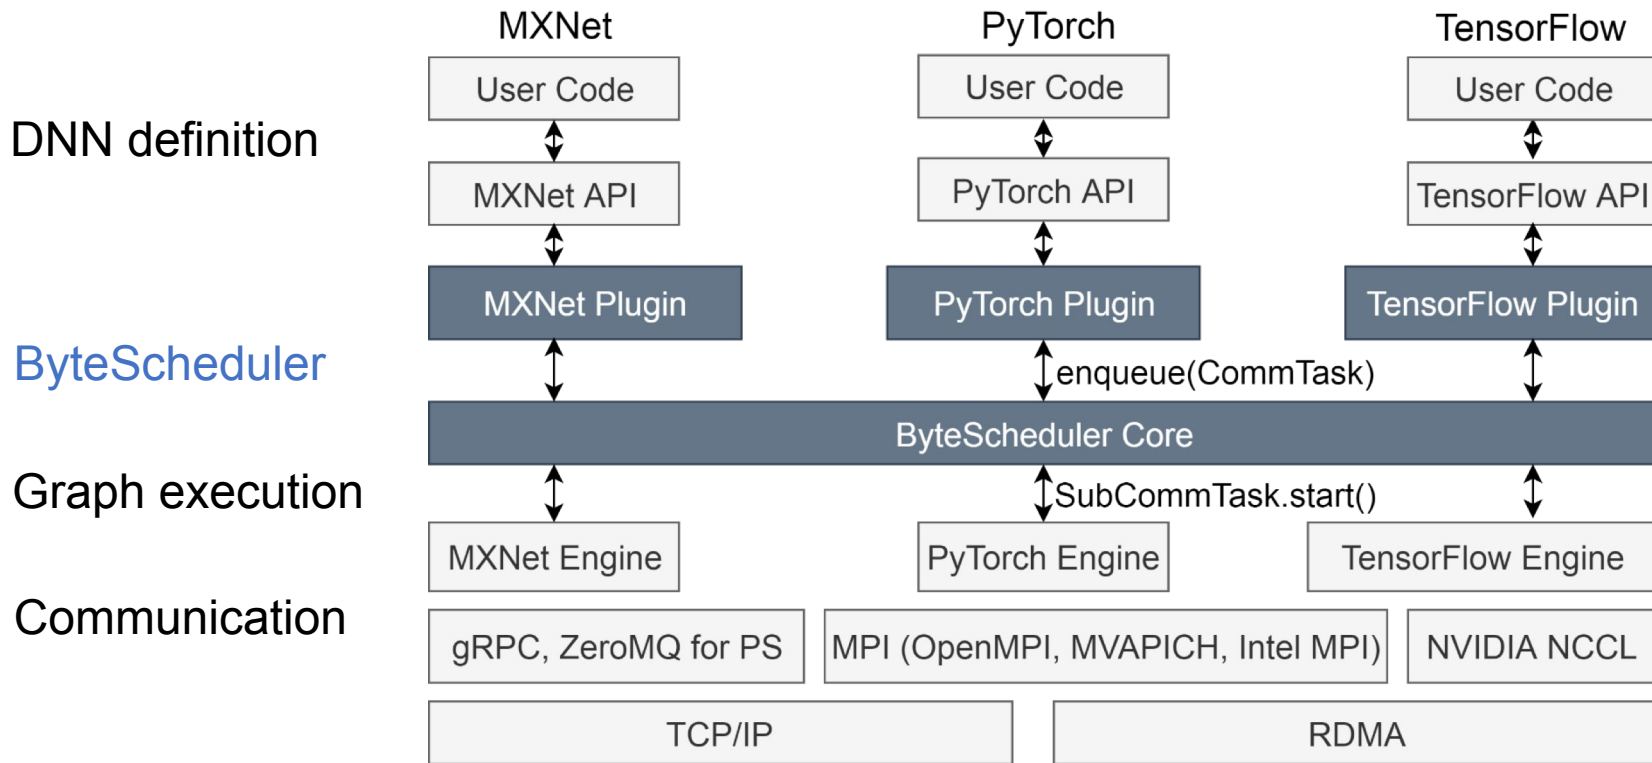 MXNet
PyTorch
TensorFlow
User Code
User Code
User Code
DNN definition
MXNet API
PyTorch API
TensorFlow API
MXNet Plugin
PyTorch Plugin
TensorFlow Plugin
ByteScheduler
enqueue(CommTask)
ByteScheduler Core
Graph execution
SubCommTask.start()
MXNet Engine
PyTorch Engine
TensorFlow Engine
Communication
gRPC, ZeroMQ for PS
MPI (OpenMPI, MVAPICH, Intel MPI)
NVIDIA NCCL
TCP/IP
RDMA